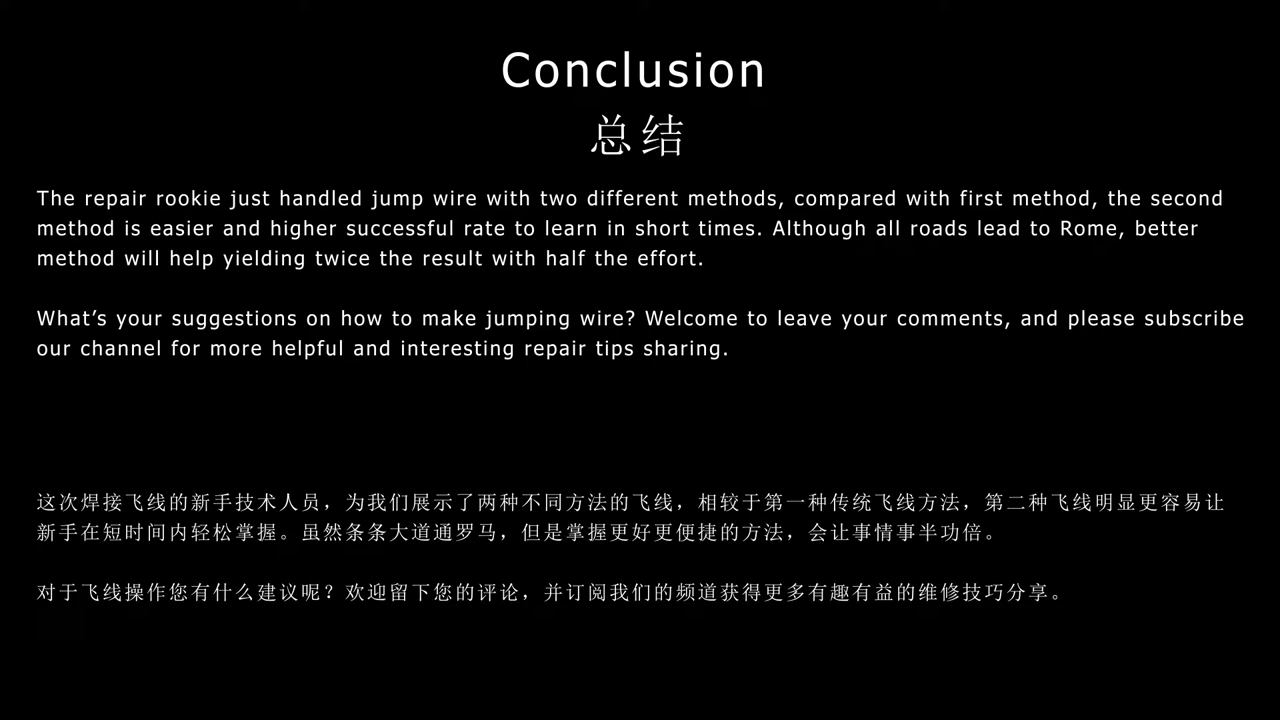 Conclusion
总结
The repair rookie just handled jump wire with two different methods, compared with first method, the second
method is easier and higher successful rate to learn in short times. Although all roads lead to Rome, better
method will help yielding twice the result with half the effort.
What's your suggestions on how to make jumping wire? Welcome to leave your comments, and please subscribe
our channel for more helpful and interesting repair tips sharing.
这次焊接飞线的新手技术人员，为我们展示了两种不同方法的飞线，相较于第一种传统飞线方法，第二种飞线明显更容易让
新手在短时间内轻松掌握。虽然条条大道通罗马，但是掌握更好更便捷的方法，会让事情事半功倍。
对于飞线操作您有什么建议呢？欢迎留下您的评论，并订阅我们的频道获得更多有趣有益的维修技巧分享。